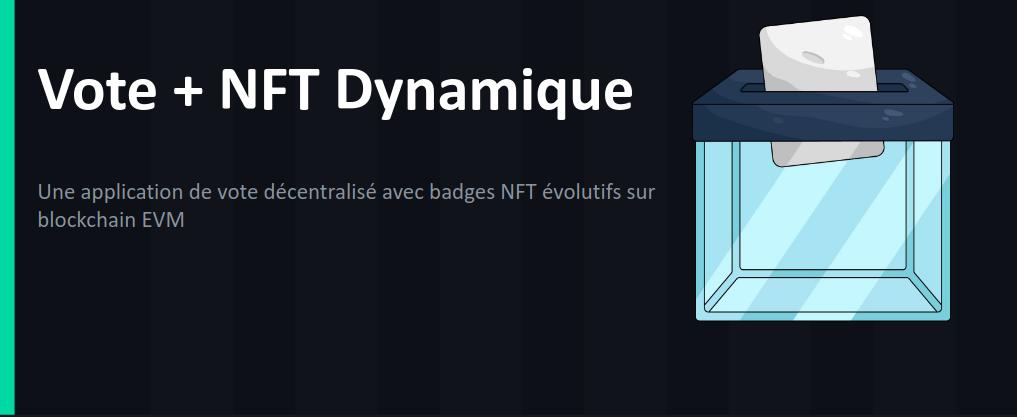 Vote + NFT Dynamique
Une application de vote décentralisé avec badges NFT évolutifs sur
blockchain EVM